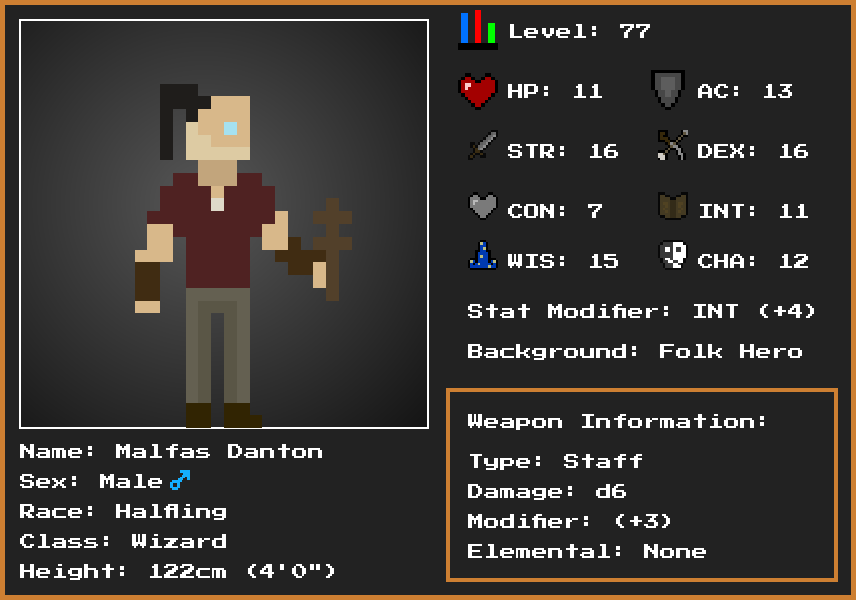 Level: 77
HP: 11 AC: 13
STR: 16 DEX: 16
CON: 7 INT: 11
WIS: 15 CHA: 12
Stat Modifier: INT (+4)
Background: Folk Hero
Weapon Information:
Type: Staff
Damage: d6
Modifier: (+3)
Elemental: None
Name: Malfas Danton
Sex: Male ♂
Race: Halfling
Class: Wizard
Height: 122cm (4'0")